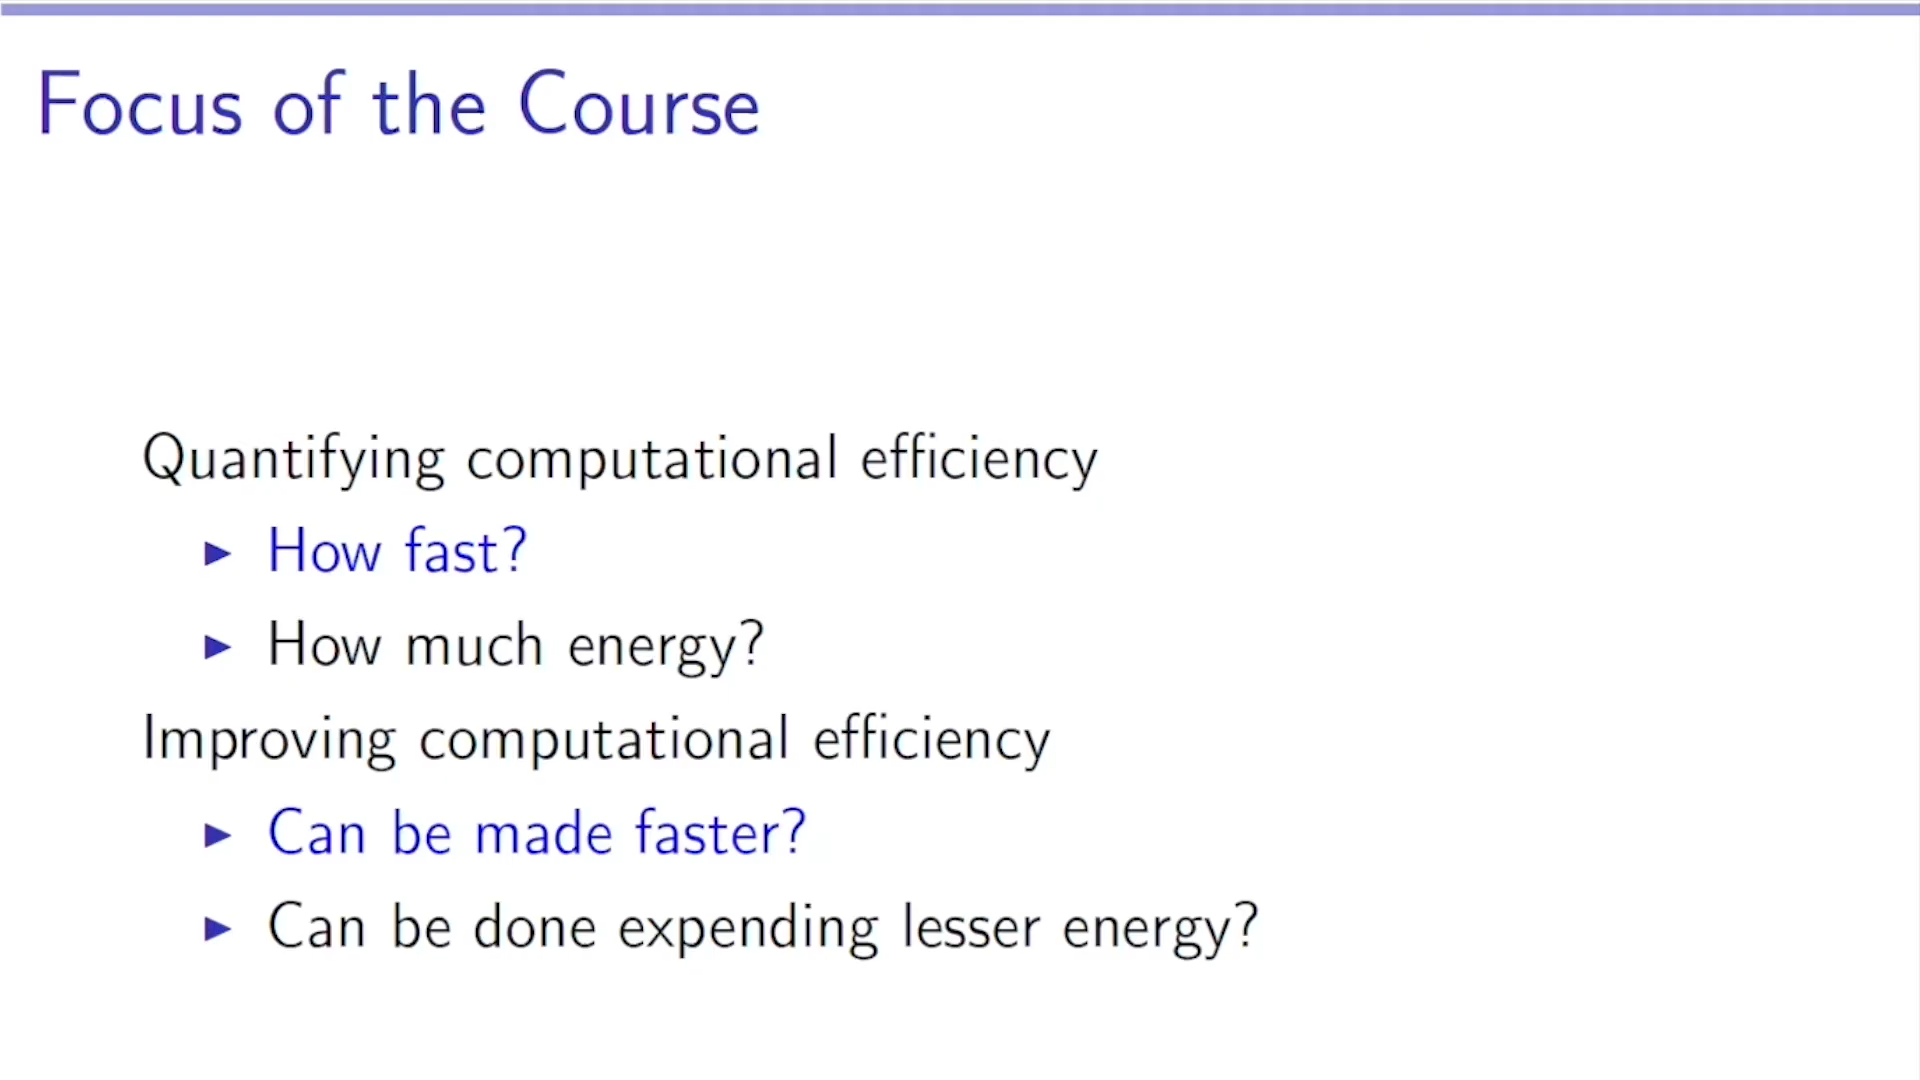 Focus of the Course
Quantifying computational efficiency
▶ How fast?
▶ How much energy?
Improving computational efficiency
▶ Can be made faster?
▶ Can be done expending lesser energy?